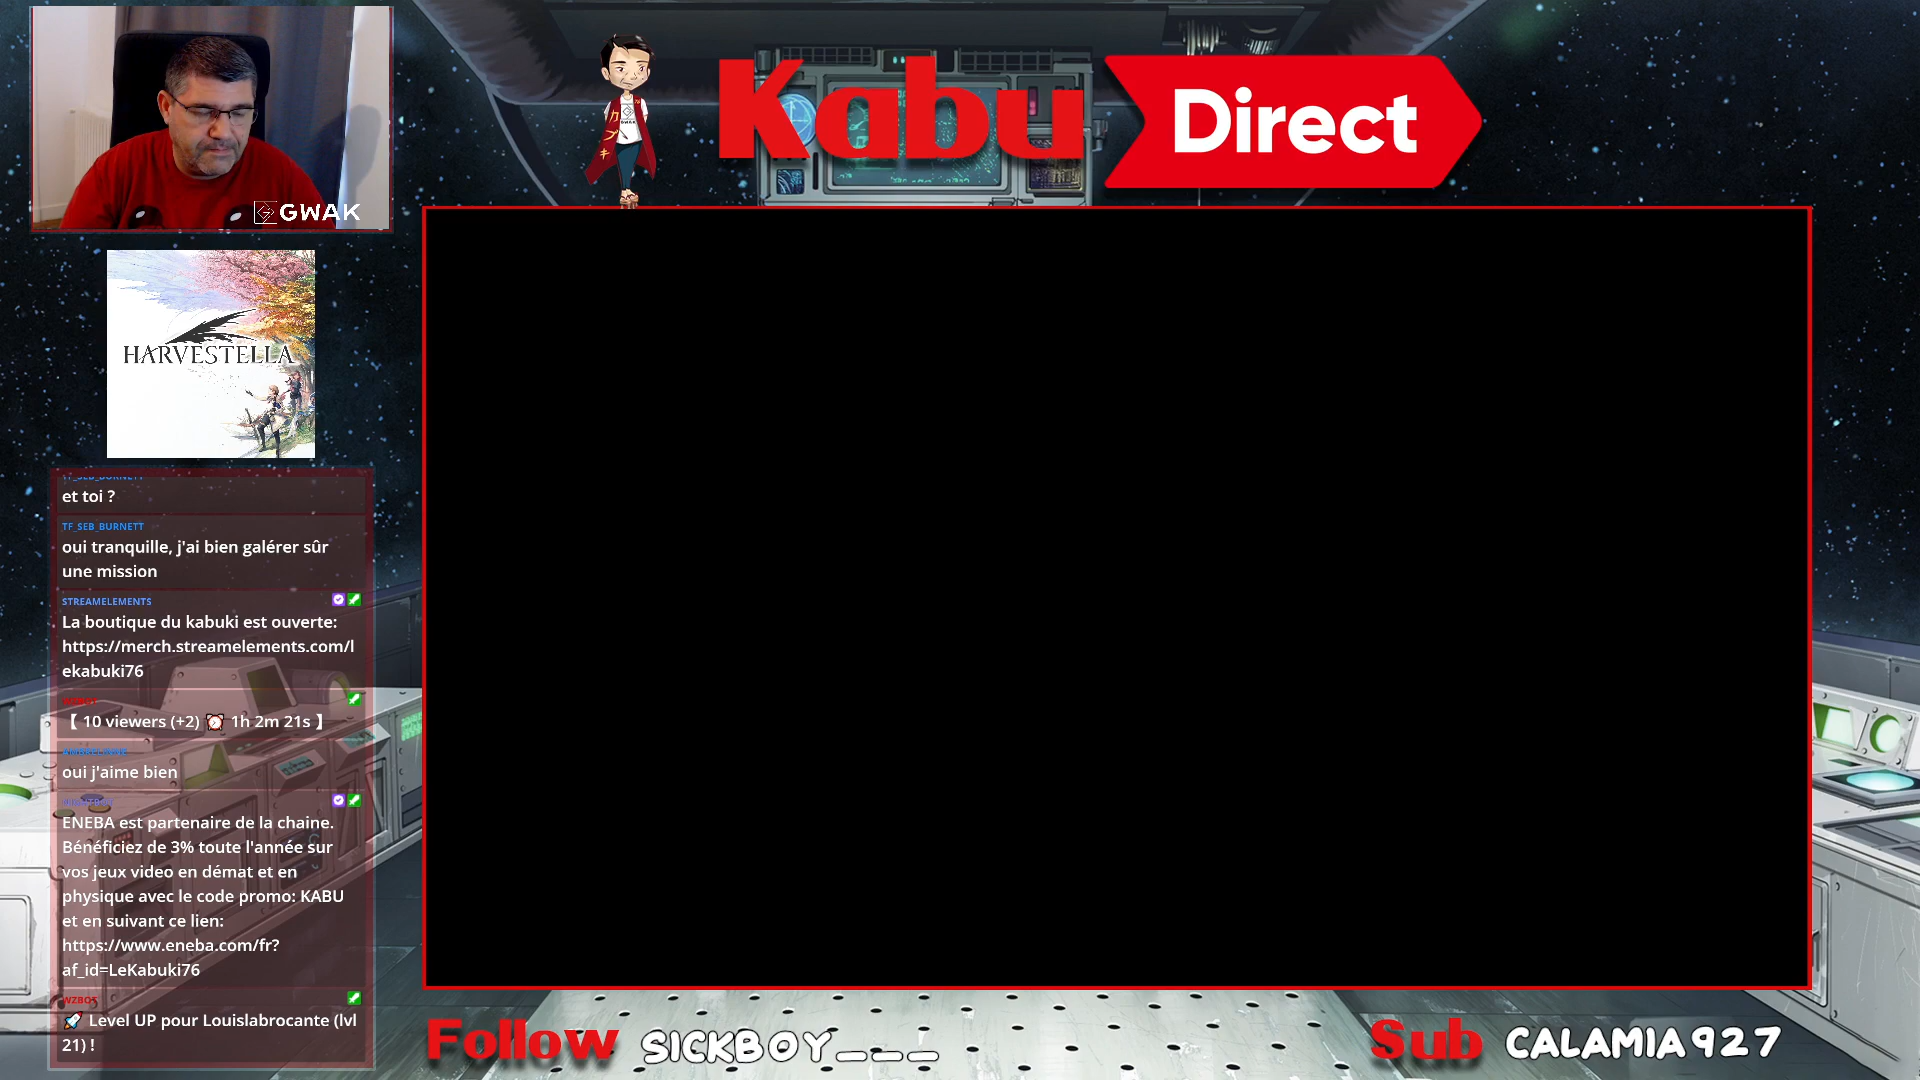 GWAK
Kabu
Direct
HARVESTELLA
TF_SEB_BURNETT
et toi ?
TF_SEB_BURNETT
oui tranquille, j'ai bien galérer sûr
une mission
STREAMELEMENTS
La boutique du kabuki est ouverte:
https://merch.streamelements.com/l
ekabuki76
WZBOT
【 10 viewers (+2) ⏰ 1h 2m 21s 】
oui j'aime bien
ENEBA est partenaire de la chaine.
Bénéficiez de 3% toute l'année sur
vos jeux video en démat et en
physique avec le code promo: KABU
et en suivant ce lien:
https://www.eneba.com/fr?
af_id=LeKabuki76
WZBOT
🚀 Level UP pour Louislabrocante (lvl
21) !
Follow SICKBOY___
Sub CALAMIA927